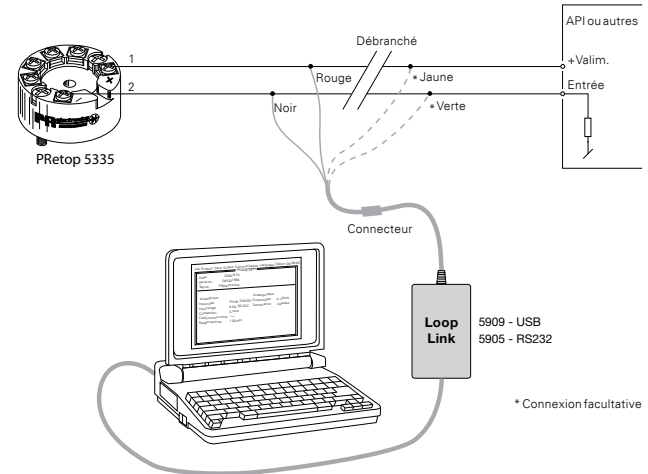 API ou autres
Débranché
1
+Valim.
Rouge
* Jaune
2
Entrée
Noir
* Verte
PRetop 5335
Connecteur
Loop
Link
5909 - USB
5905 - RS232
* Connexion facultative